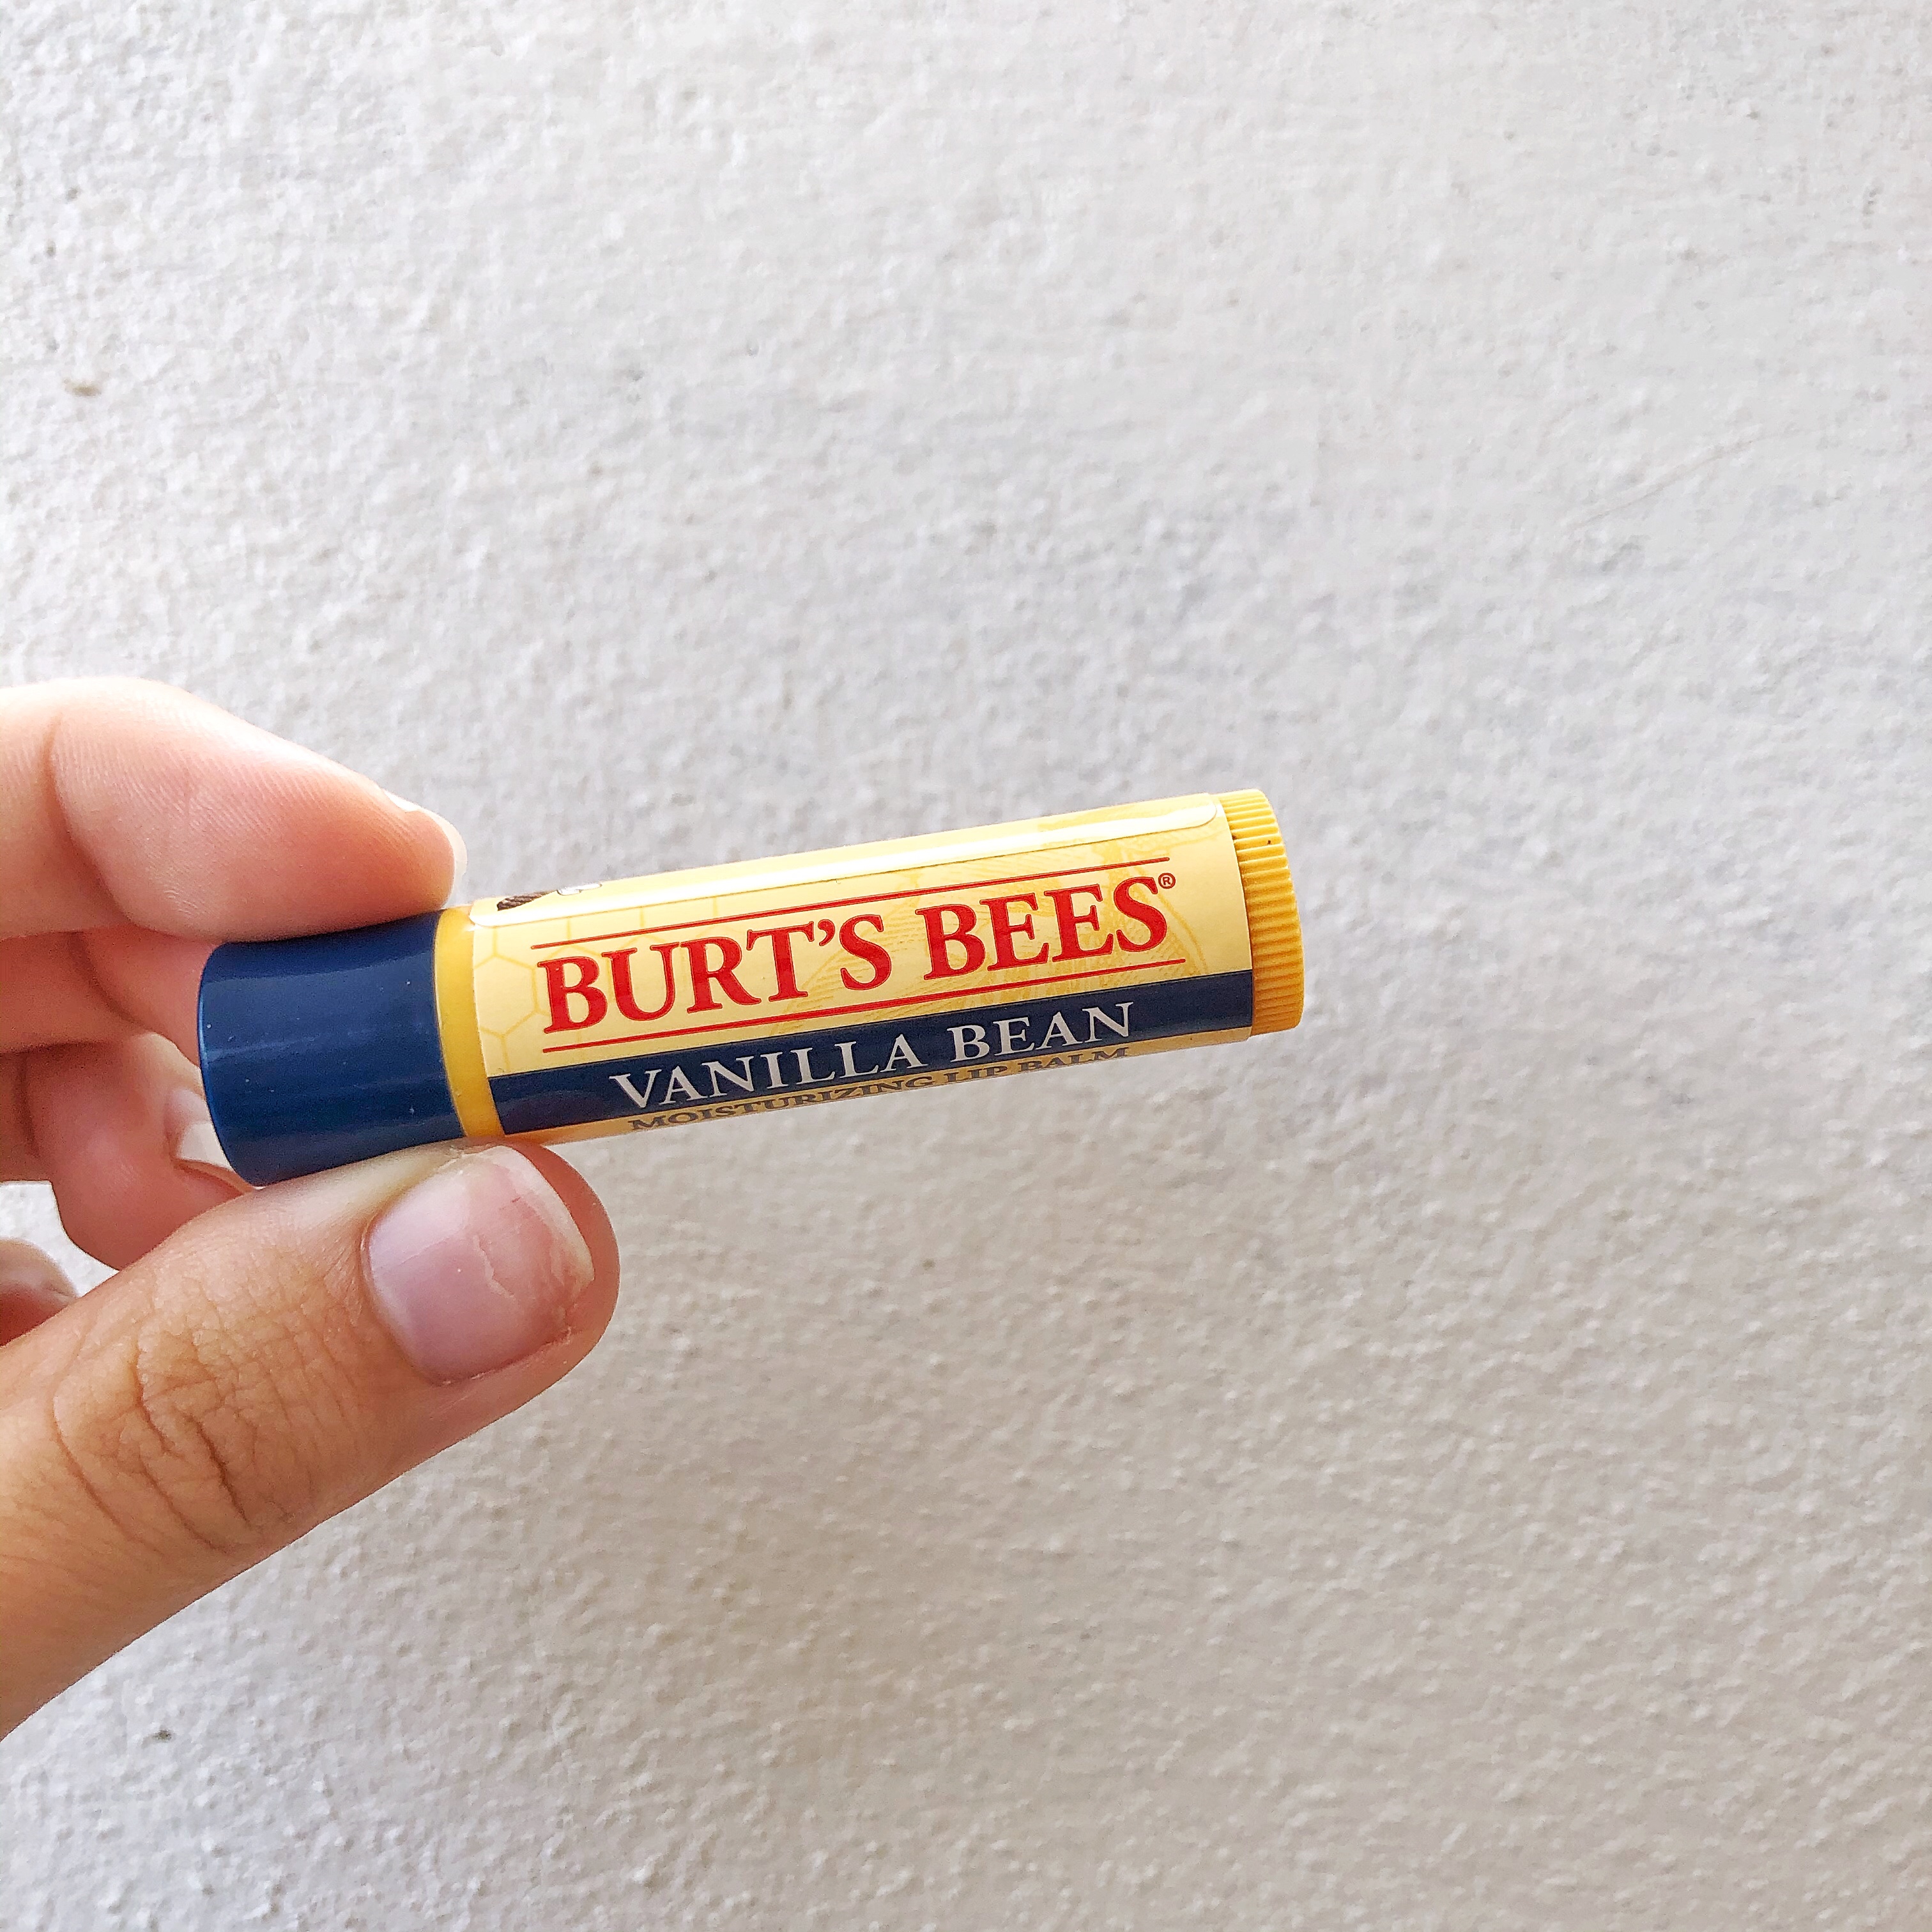 BURT'S BEES®
VANILLA BEAN
MOISTURIZING LIP BALM